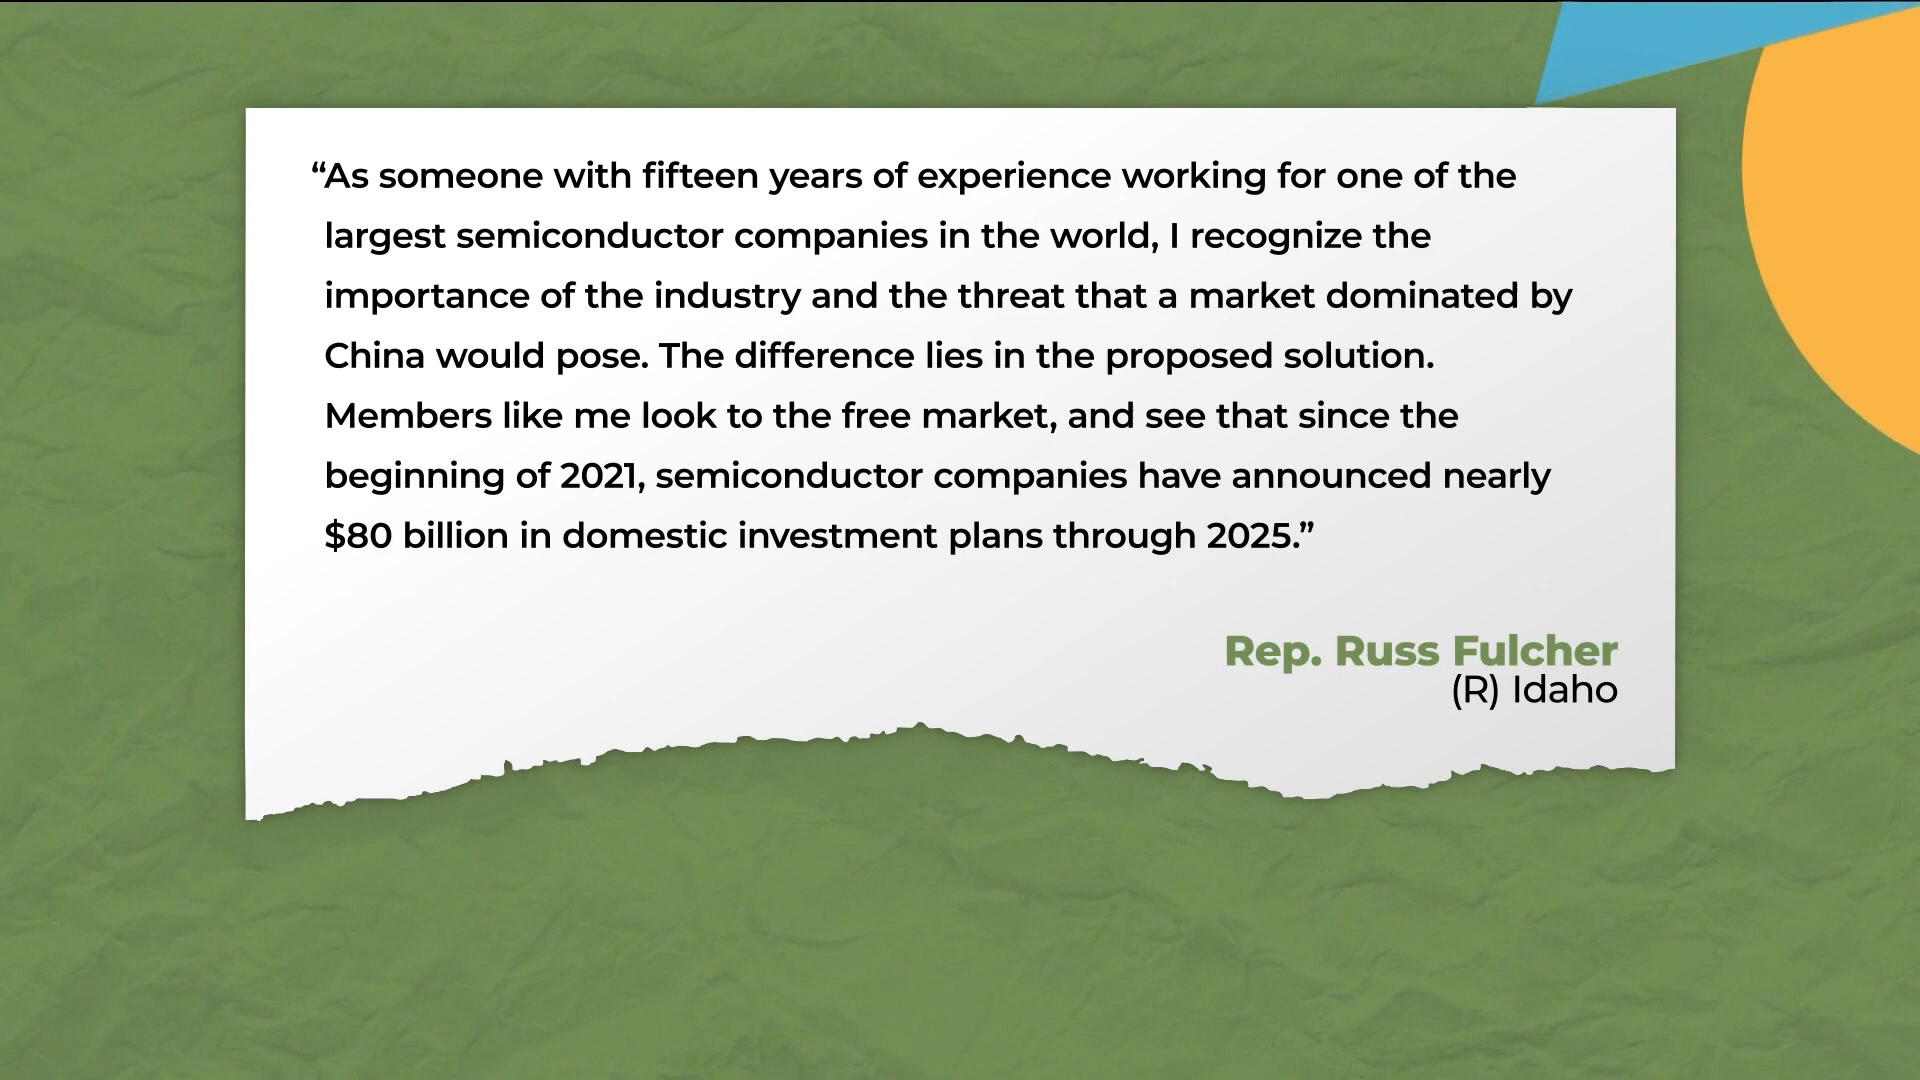 “As someone with fifteen years of experience working for one of the
largest semiconductor companies in the world, I recognize the
importance of the industry and the threat that a market dominated by
China would pose. The difference lies in the proposed solution.
Members like me look to the free market, and see that since the
beginning of 2021, semiconductor companies have announced nearly
$80 billion in domestic investment plans through 2025.”
Rep. Russ Fulcher
(R) Idaho